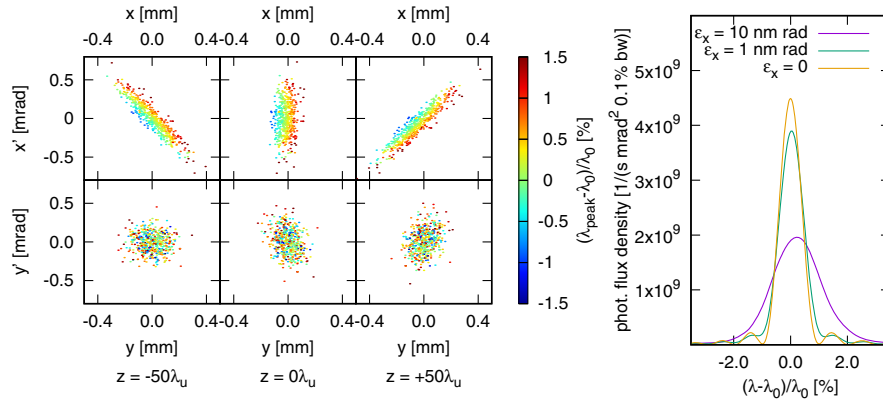 x [mm] x [mm] x [mm]
-0.4 0.0 0.4 -0.4 0.0 0.4 -0.4 0.0 0.4
x' [mrad]
0.5
0.0
-0.5
y' [mrad]
0.5
0.0
-0.5
-0.4 0.0 0.4 -0.4 0.0 0.4 -0.4 0.0 0.4
y [mm] y [mm] y [mm]
z = -50λu z = 0λu z = +50λu
1.5
1
0.5
0
-0.5
-1
-1.5
(λpeak-λ0)/λ0 [%]
phot. flux density [1/(s mrad² 0.1% bw)]
εx = 10 nm rad
εx = 1 nm rad
εx = 0
5x10⁹
4x10⁹
3x10⁹
2x10⁹
1x10⁹
-2.0 0.0 2.0
(λ-λ0)/λ0 [%]